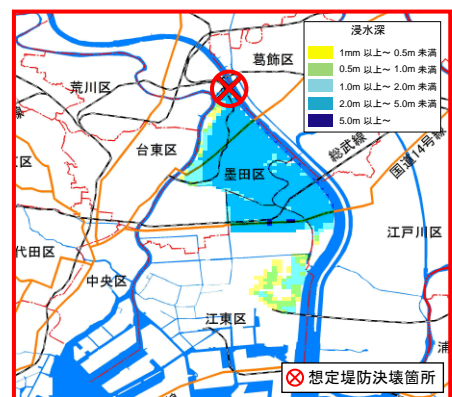 浸水深
1mm 以上～ 0.5m 未満
0.5m 以上～ 1.0m 未満
1.0m 以上～ 2.0m 未満
2.0m 以上～ 5.0m 未満
5.0m 以上～
葛飾区
荒川区
台東区
総武線
国道14号線
墨田区
江戸川区
代田区
中央区
江東区
浦
想定堤防決壊箇所